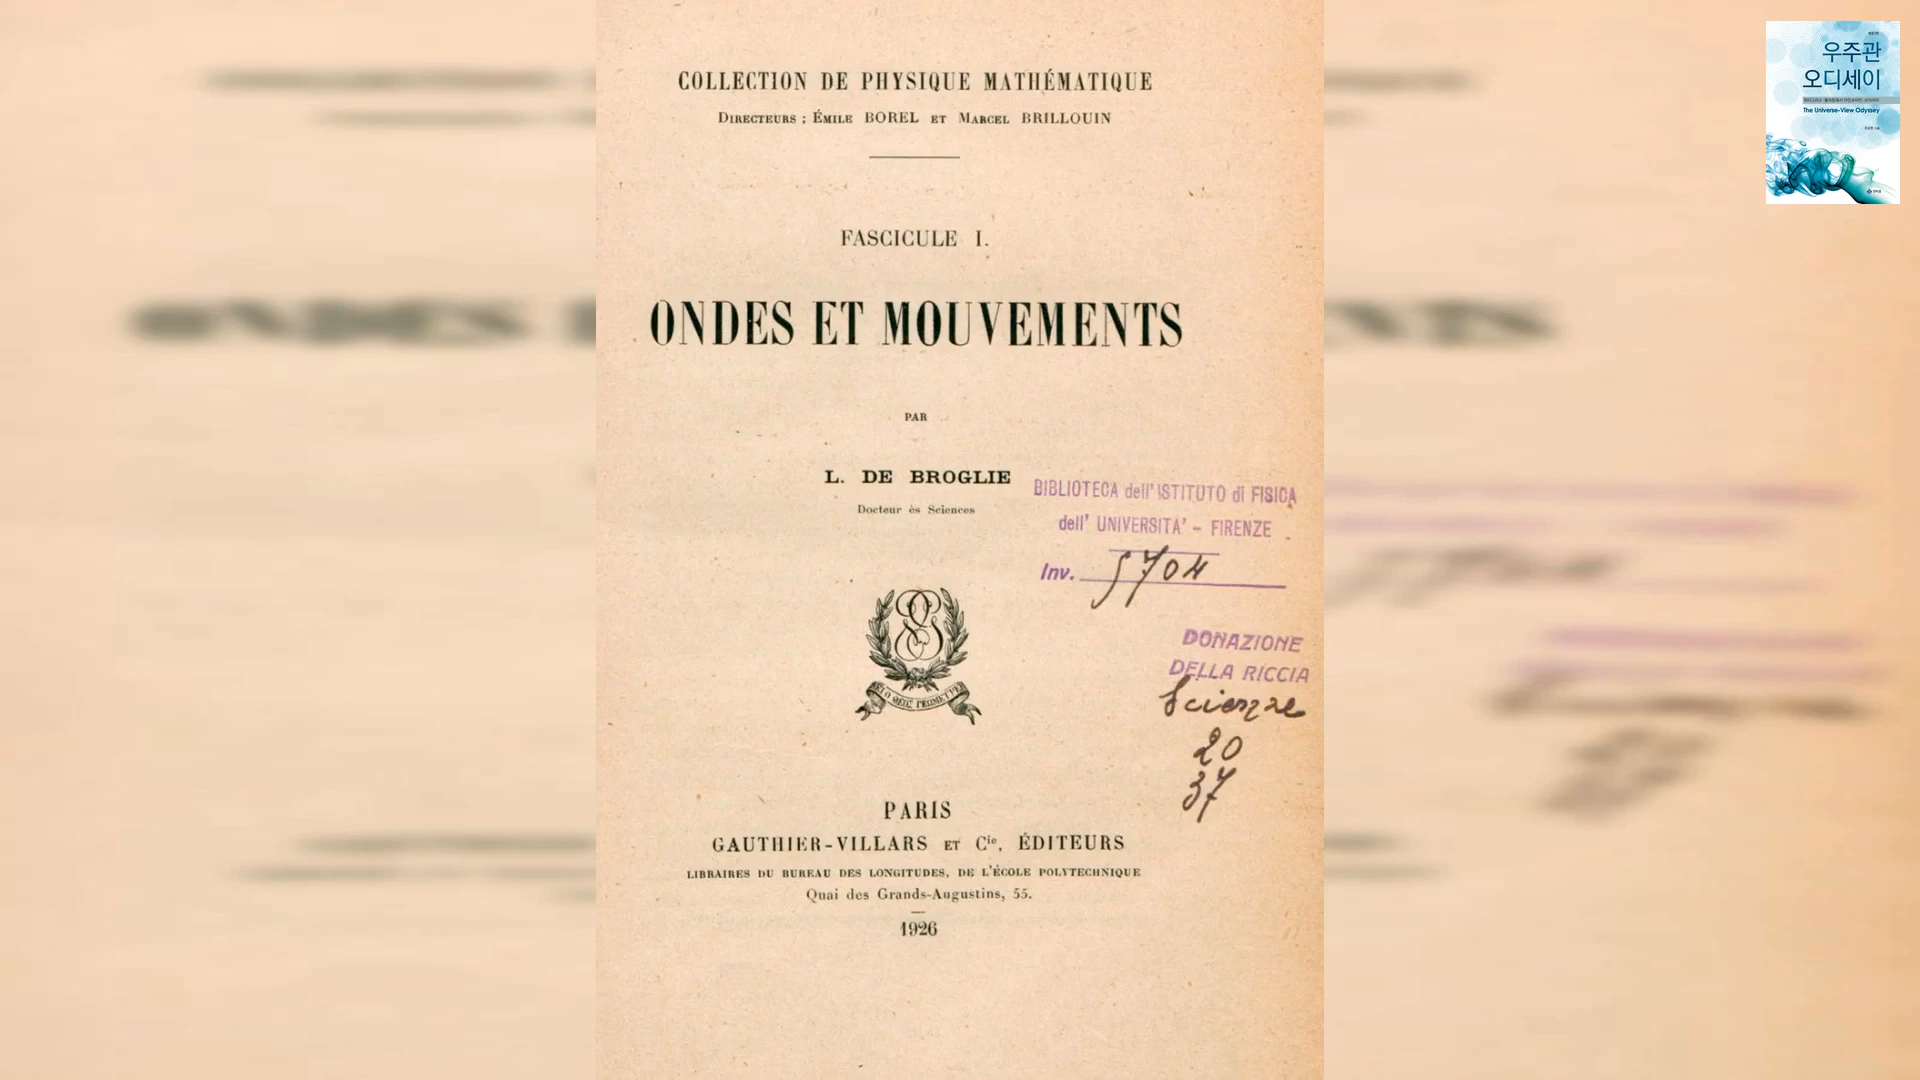 COLLECTION DE PHYSIQUE MATHÉMATIQUE
DIRECTEURS : ÉMILE BOREL ET MARCEL BRILLOUIN
FASCICULE I.
ONDES ET MOUVEMENTS
PAR
L. DE BROGLIE
Docteur ès Sciences
BIBLIOTECA dell' ISTITUTO di FISICA
dell' UNIVERSITA' - FIRENZE
Inv. 5704
DONAZIONE
DELLA RICCIA
Scienze
20
37
PARIS
GAUTHIER-VILLARS ET Cie, ÉDITEURS
LIBRAIRES DU BUREAU DES LONGITUDES, DE L'ÉCOLE POLYTECHNIQUE
Quai des Grands-Augustins, 55.
1926
우주관
오디세이
The Universe-View Odyssey